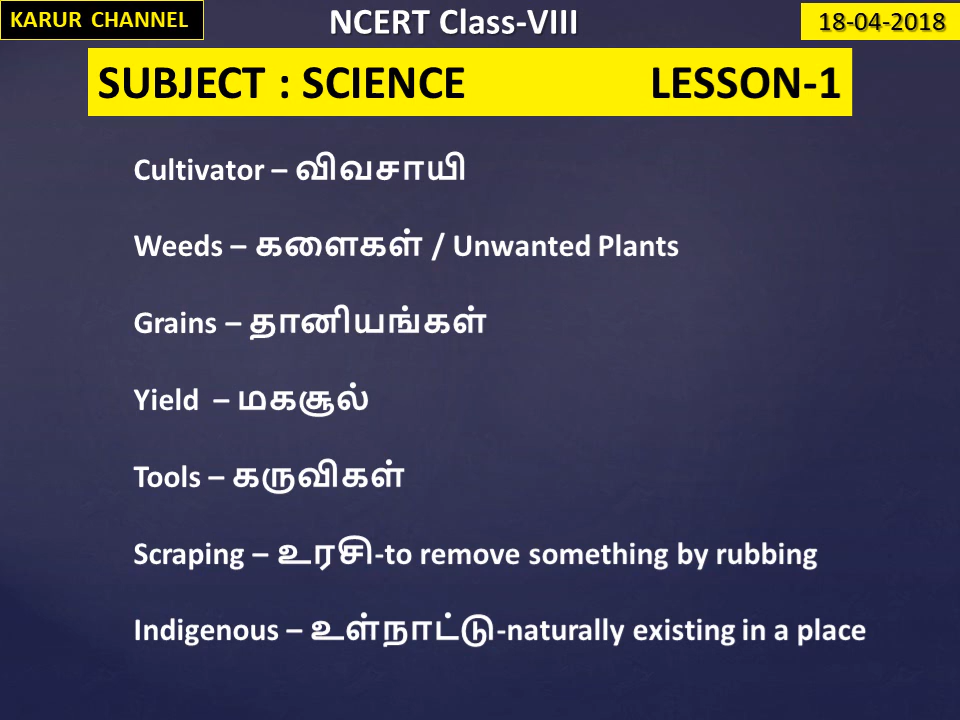 KARUR CHANNEL
NCERT Class-VIII
18-04-2018
SUBJECT : SCIENCE LESSON-1
Cultivator – விவசாயி
Weeds – களைகள் / Unwanted Plants
Grains – தானியங்கள்
Yield – மகசூல்
Tools – கருவிகள்
Scraping – உரசி-to remove something by rubbing
Indigenous – உள்நாட்டு-naturally existing in a place